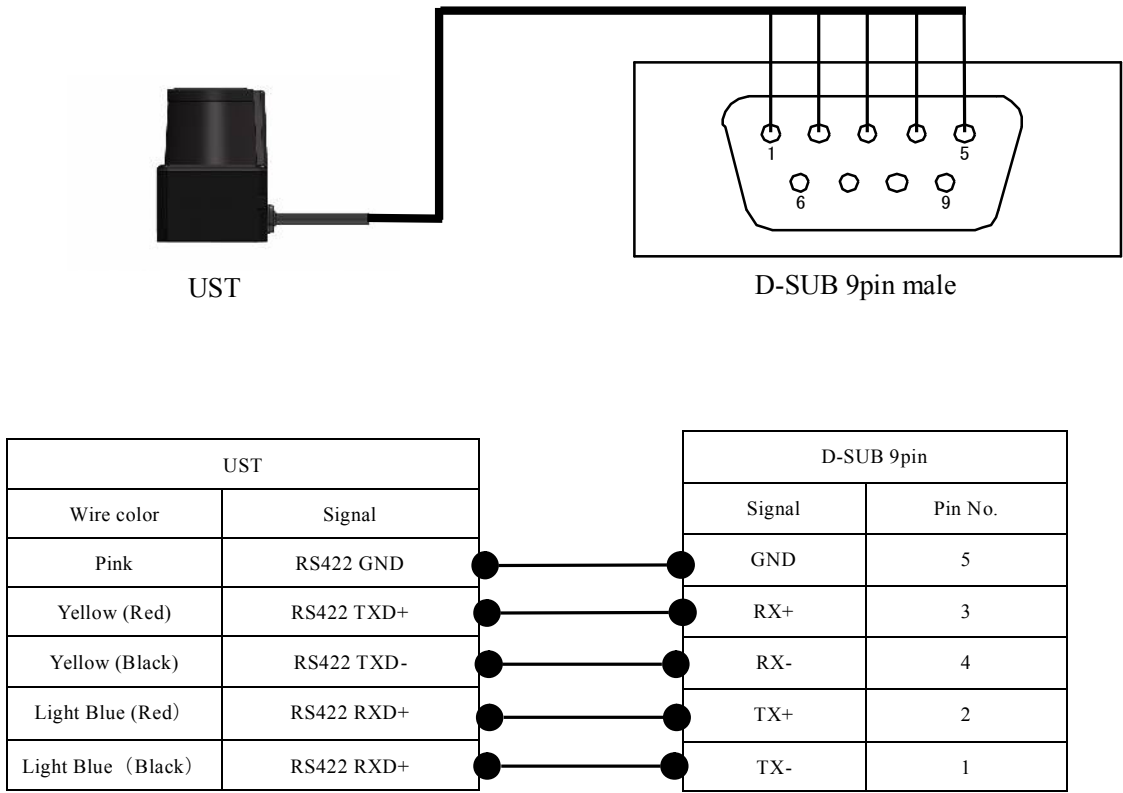 1
5
6
9
UST
D-SUB 9pin male
UST
Wire color Signal
Pink RS422 GND
Yellow (Red) RS422 TXD+
Yellow (Black) RS422 TXD-
Light Blue (Red） RS422 RXD+
Light Blue（Black） RS422 RXD+
D-SUB 9pin
Signal Pin No.
GND 5
RX+ 3
RX- 4
TX+ 2
TX- 1